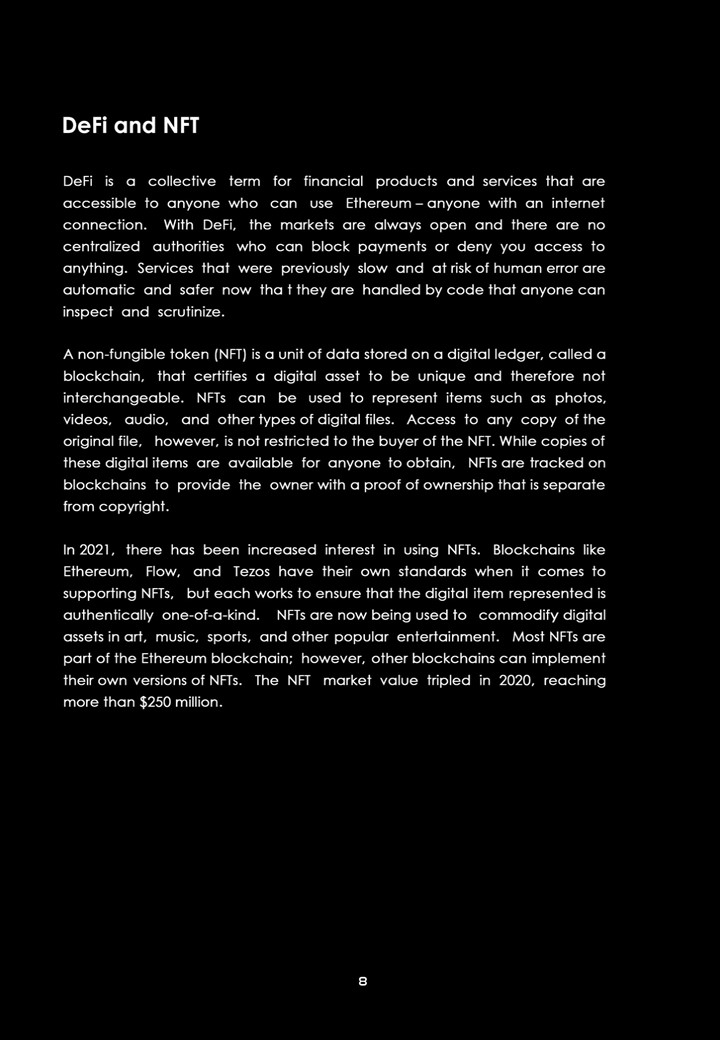 DeFi and NFT
DeFi is a collective term for financial products and services that are
accessible to anyone who can use Ethereum – anyone with an internet
connection. With DeFi, the markets are always open and there are no
centralized authorities who can block payments or deny you access to
anything. Services that were previously slow and at risk of human error are
automatic and safer now tha t they are handled by code that anyone can
inspect and scrutinize.
A non-fungible token (NFT) is a unit of data stored on a digital ledger, called a
blockchain, that certifies a digital asset to be unique and therefore not
interchangeable. NFTs can be used to represent items such as photos,
videos, audio, and other types of digital files. Access to any copy of the
original file, however, is not restricted to the buyer of the NFT. While copies of
these digital items are available for anyone to obtain, NFTs are tracked on
blockchains to provide the owner with a proof of ownership that is separate
from copyright.
In 2021, there has been increased interest in using NFTs. Blockchains like
Ethereum, Flow, and Tezos have their own standards when it comes to
supporting NFTs, but each works to ensure that the digital item represented is
authentically one-of-a-kind. NFTs are now being used to commodify digital
assets in art, music, sports, and other popular entertainment. Most NFTs are
part of the Ethereum blockchain; however, other blockchains can implement
their own versions of NFTs. The NFT market value tripled in 2020, reaching
more than $250 million.
8